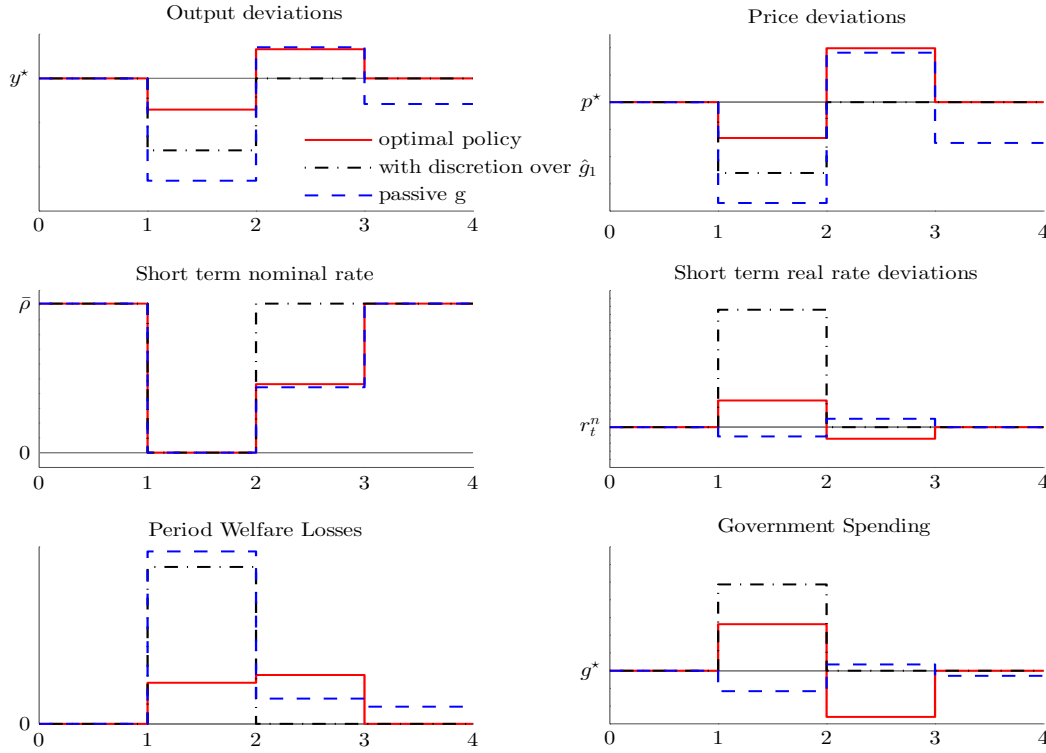 Output deviations
y⋆
optimal policy
with discretion over ĝ₁
passive g
0 1 2 3 4
Price deviations
p⋆
0 1 2 3 4
Short term nominal rate
ρ̄
0
0 1 2 3 4
Short term real rate deviations
rₜⁿ
0 1 2 3 4
Period Welfare Losses
0
0 1 2 3 4
Government Spending
g⋆
0 1 2 3 4